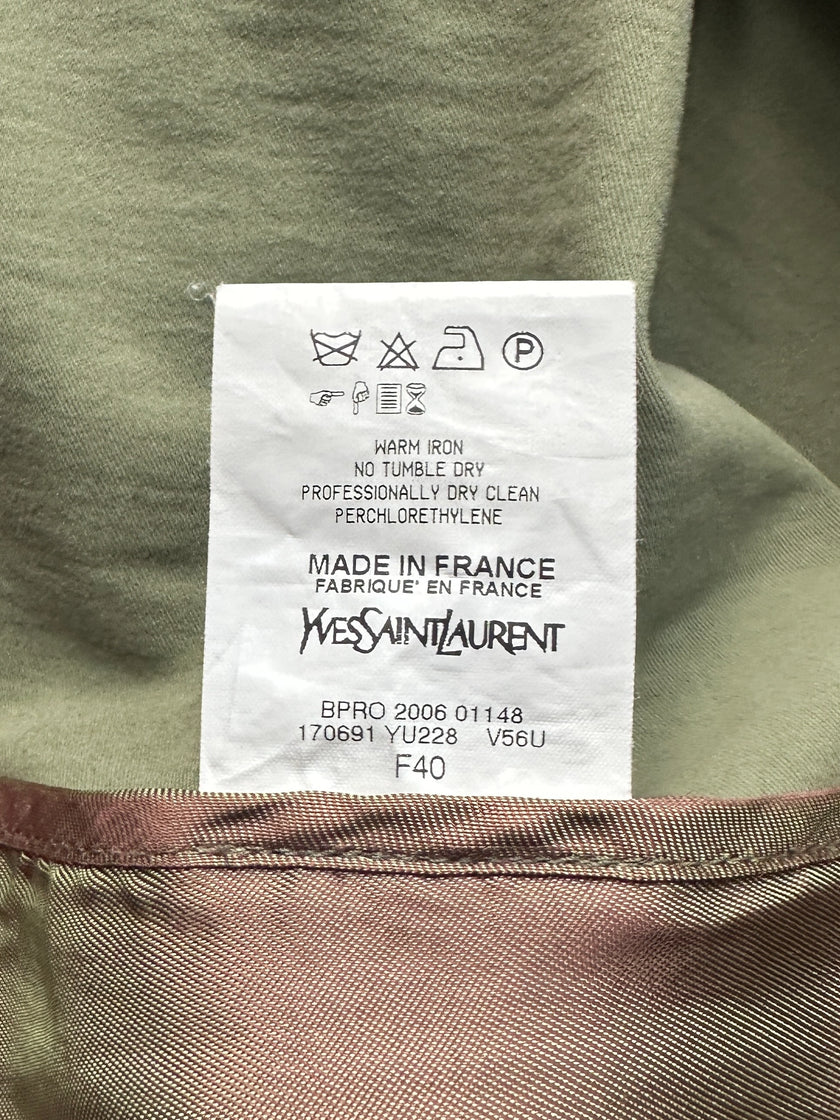 P
WARM IRON
NO TUMBLE DRY
PROFESSIONALLY DRY CLEAN
PERCHLORETHYLENE
MADE IN FRANCE
FABRIQUE' EN FRANCE
YVESSAINTLAURENT
BPRO 2006 01148
170691 YU228 V56U
F40